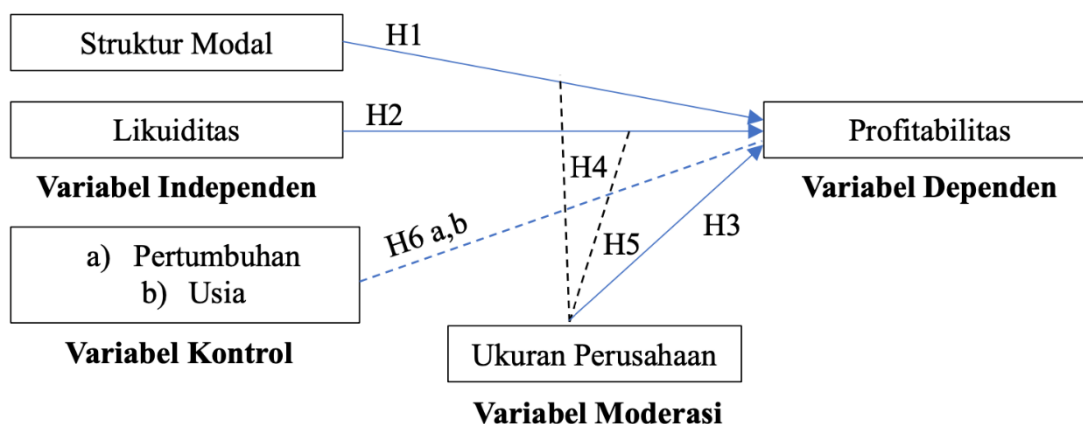 Struktur Modal
H1
Likuiditas
H2
Profitabilitas
Variabel Independen
H4
Variabel Dependen
H6 a,b
H5
H3
a) Pertumbuhan
b) Usia
Variabel Kontrol
Ukuran Perusahaan
Variabel Moderasi